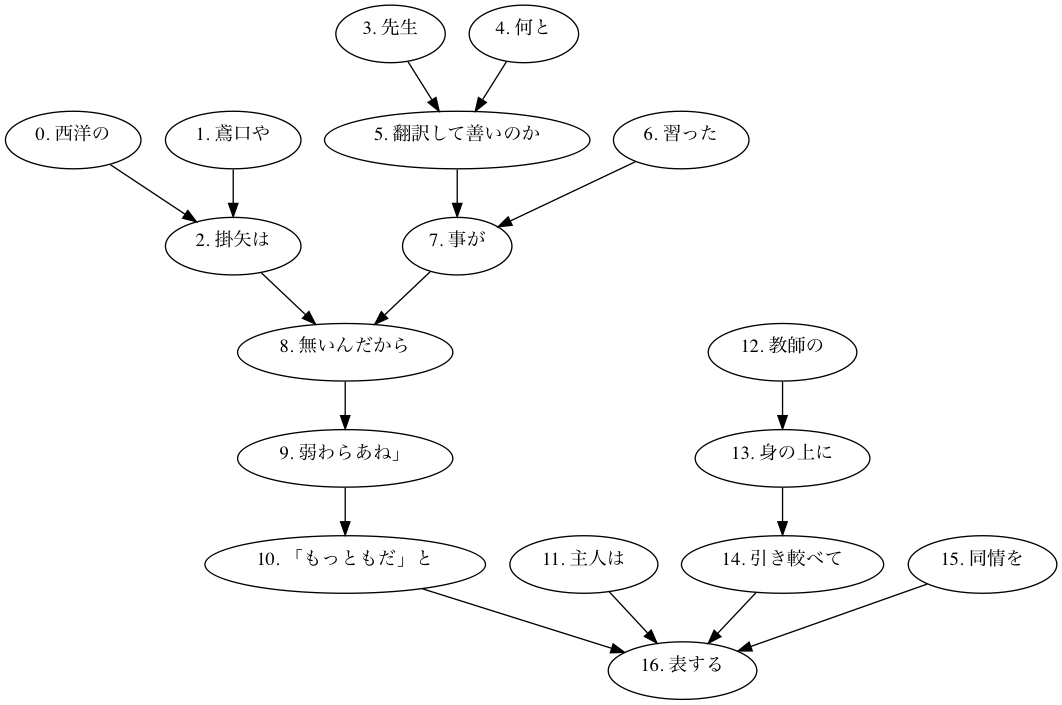 3. 先生
4. 何と
0. 西洋の
1. 鳶口や
5. 翻訳して善いのか
6. 習った
2. 掛矢は
7. 事が
8. 無いんだから
12. 教師の
9. 弱わらあね」
13. 身の上に
10. 「もっともだ」と
11. 主人は
14. 引き較べて
15. 同情を
16. 表する